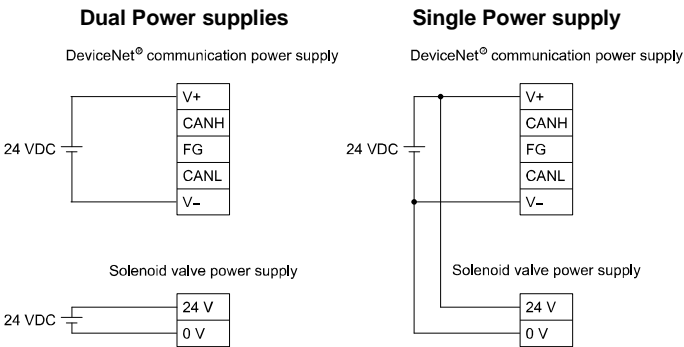 Dual Power supplies
DeviceNet® communication power supply
V+
CANH
24 VDC
FG
CANL
V–
Solenoid valve power supply
24 VDC
24 V
0 V
Single Power supply
DeviceNet® communication power supply
V+
CANH
24 VDC
FG
CANL
V–
Solenoid valve power supply
24 V
0 V